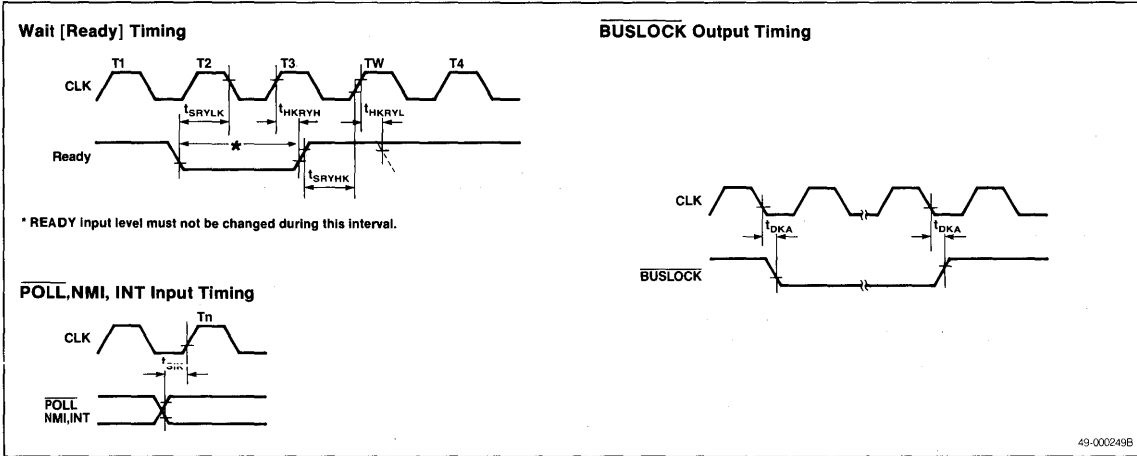 Wait [Ready] Timing
T1 T2 T3 TW T4
CLK
tSRYLK tHKRYH tHKRYL
*
Ready
tSRYHK
* READY input level must not be changed during this interval.
POLL,NMI, INT Input Timing
Tn
CLK
tSIK
POLL
NMI,INT
BUSLOCK Output Timing
CLK
tDKA tDKA
BUSLOCK
49-000249B